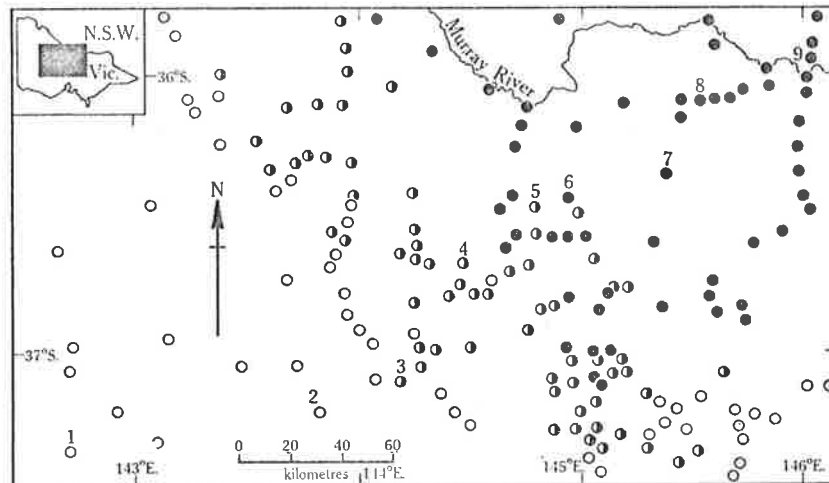 N.S.W.
Vic.
36°S.
Murray River
9
8
7
N
5
6
4
37°S.
3
2
1
0 20 40 60
kilometres
143°E.
144°E.
145°E.
146°E.